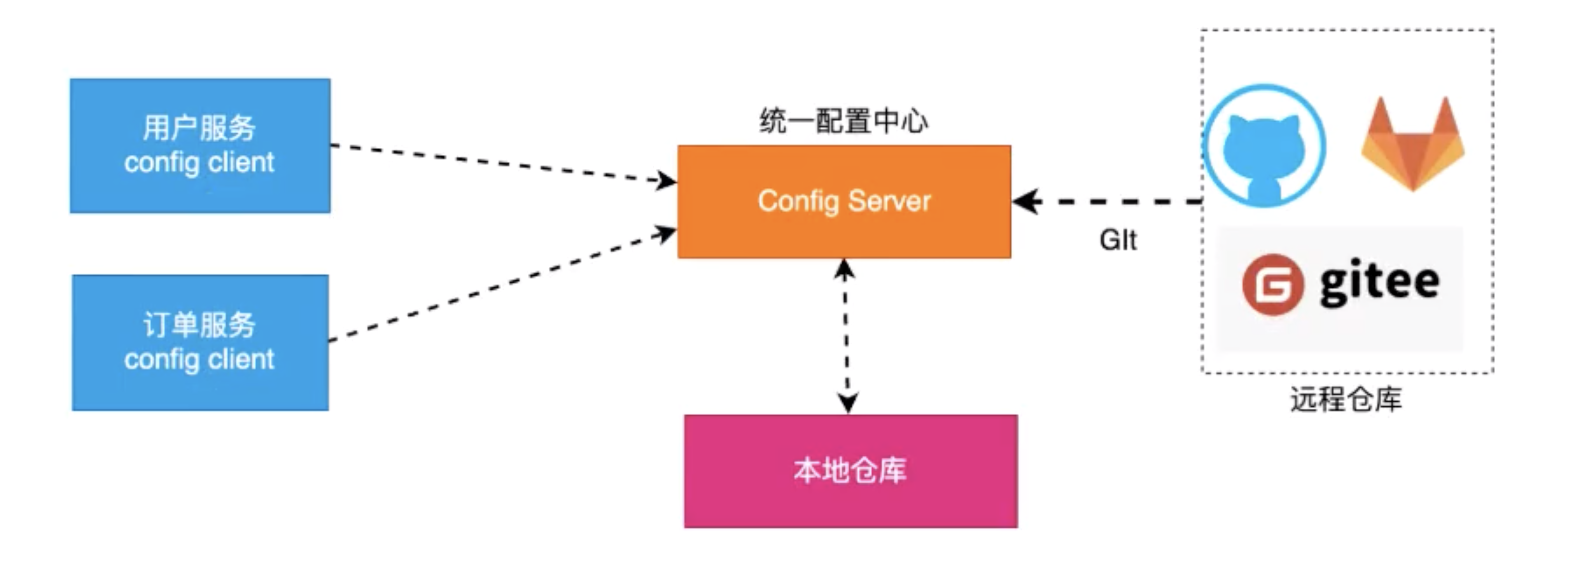 用户服务
config client
订单服务
config client
统一配置中心
Config Server
GIt
本地仓库
gitee
远程仓库